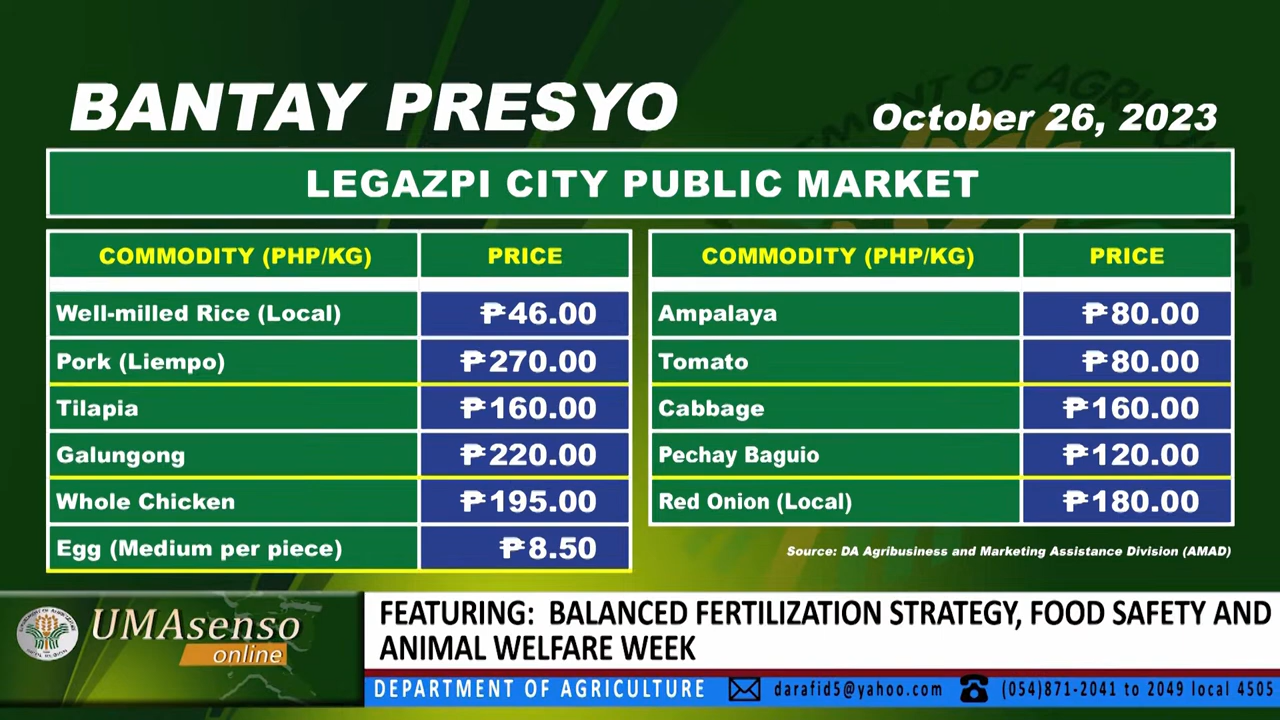 BANTAY PRESYO
October 26, 2023
LEGAZPI CITY PUBLIC MARKET
COMMODITY (PHP/KG) PRICE
Well-milled Rice (Local) ₱46.00
Pork (Liempo) ₱270.00
Tilapia ₱160.00
Galungong ₱220.00
Whole Chicken ₱195.00
Egg (Medium per piece) ₱8.50
COMMODITY (PHP/KG) PRICE
Ampalaya ₱80.00
Tomato ₱80.00
Cabbage ₱160.00
Pechay Baguio ₱120.00
Red Onion (Local) ₱180.00
Source: DA Agribusiness and Marketing Assistance Division (AMAD)
UMAsenso
online
FEATURING: BALANCED FERTILIZATION STRATEGY, FOOD SAFETY AND
ANIMAL WELFARE WEEK
DEPARTMENT OF AGRICULTURE darafid5@yahoo.com (054)871-2041 to 2049 local 4505